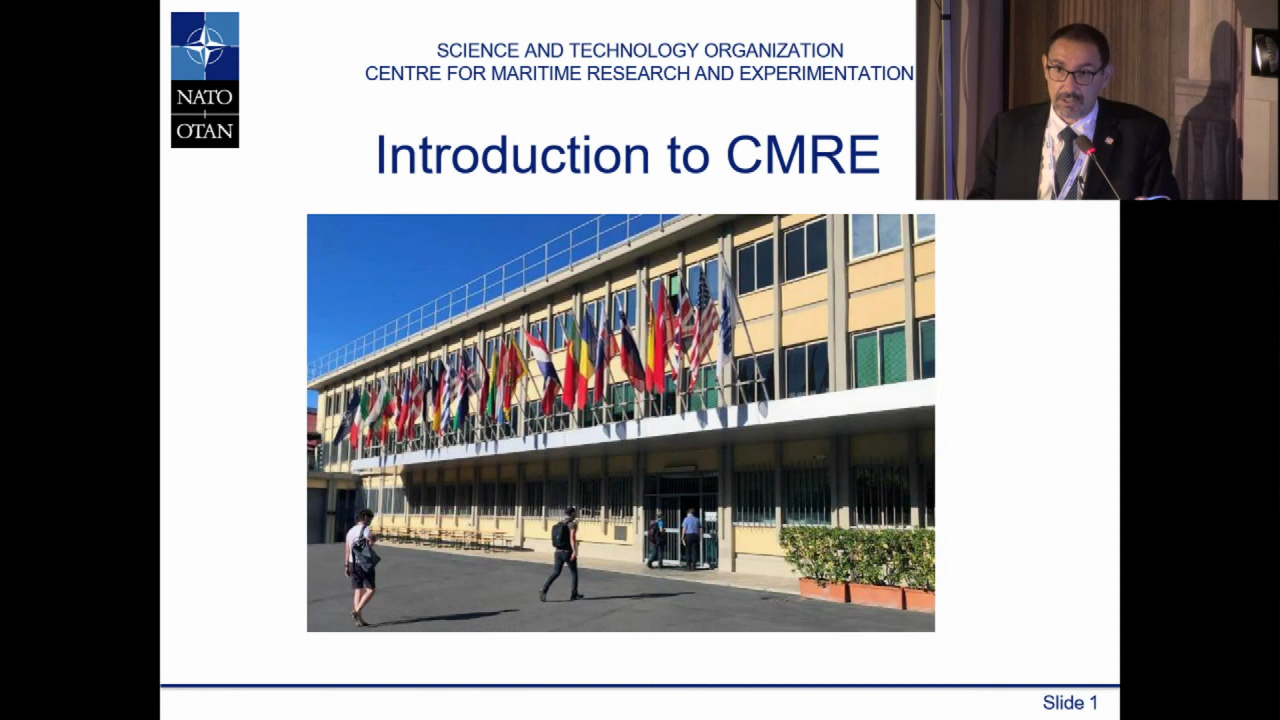 NATO
OTAN
SCIENCE AND TECHNOLOGY ORGANIZATION
CENTRE FOR MARITIME RESEARCH AND EXPERIMENTATION
Introduction to CMRE
Slide 1